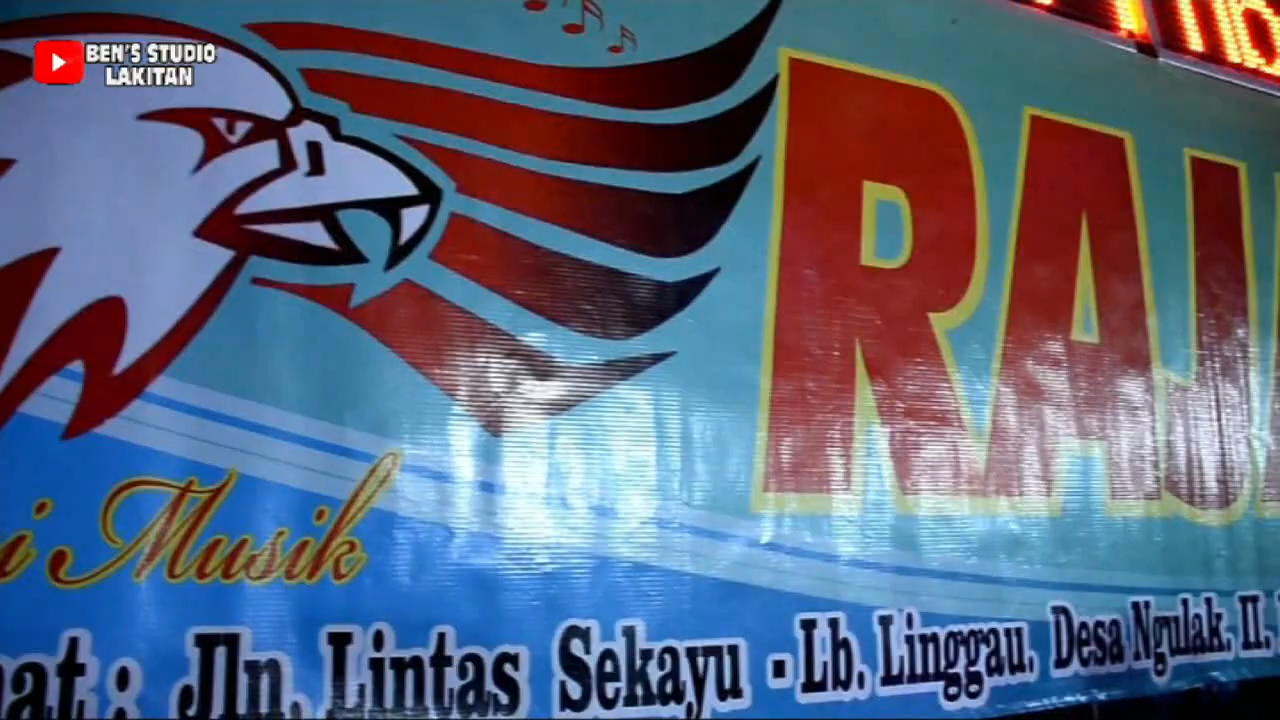 BEN'S STUDIO
LAKITAN
RAJ
Musik
: Jln. Lintas Sekayu - Lb. Linggau. Desa Ngulak. II.